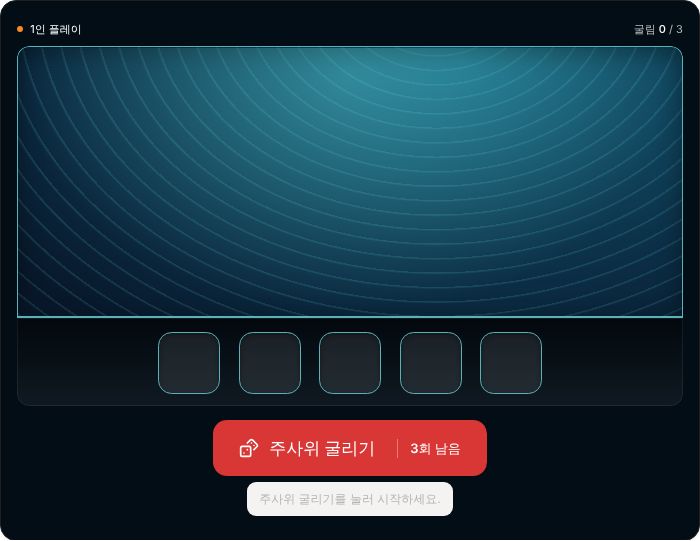 1인 플레이
굴림 0 / 3
주사위 굴리기
3회 남음
주사위 굴리기를 눌러 시작하세요.